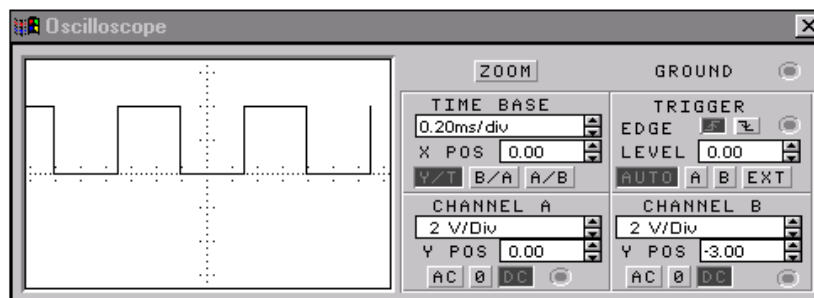 Oscilloscope
ZOOM GROUND
TIME BASE
0.20ms/div
X POS 0.00
Y/T B/A A/B
TRIGGER
EDGE
LEVEL 0.00
AUTO A B EXT
CHANNEL A
2 V/Div
Y POS 0.00
AC 0 DC
CHANNEL B
2 V/Div
Y POS -3.00
AC 0 DC